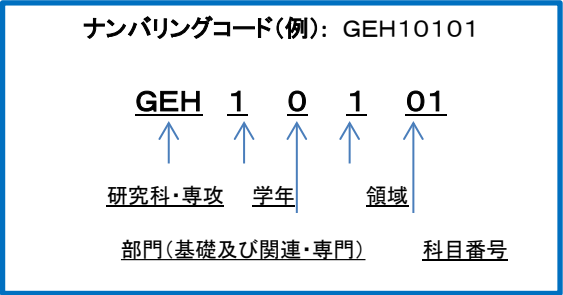 ナンバリングコード（例）： GEH10101
GEH 1 0 1 01
研究科・専攻 学年 領域
部門（基礎及び関連・専門） 科目番号